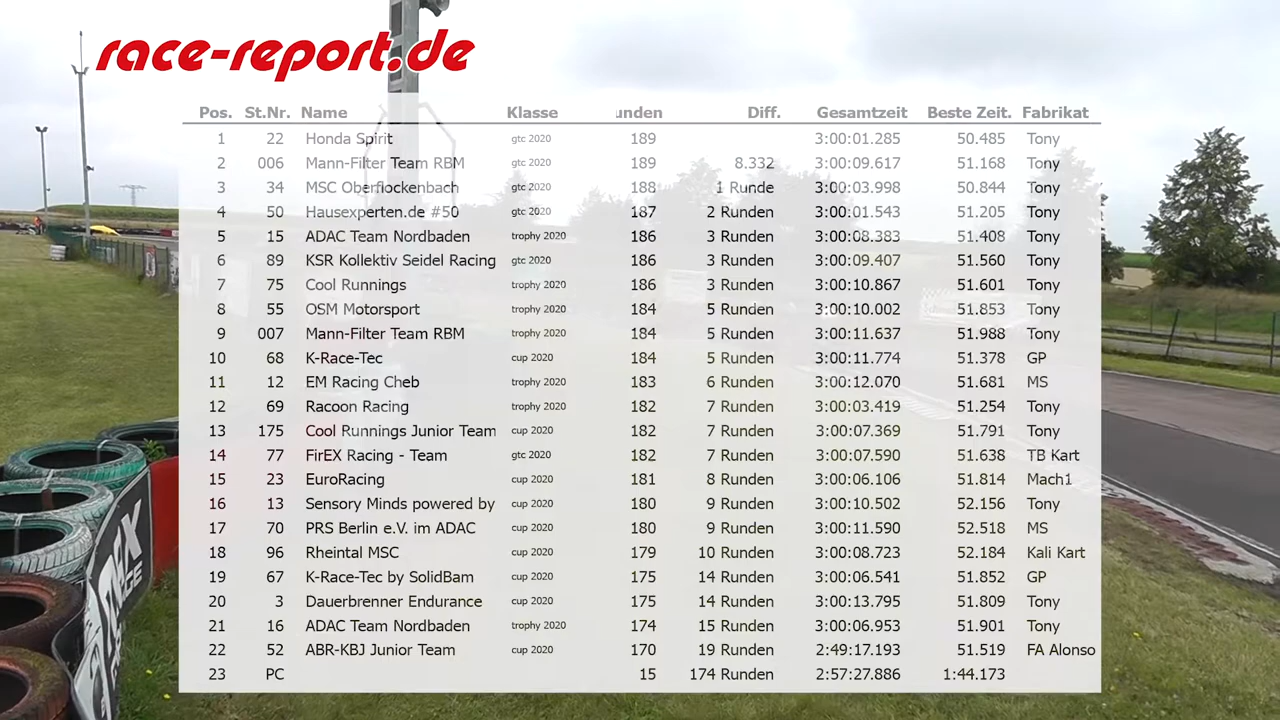 race-report.de
Pos. St.Nr. Name Klasse unden Diff. Gesamtzeit Beste Zeit. Fabrikat
1 22 Honda Spirit gtc 2020 189 3:00:01.285 50.485 Tony
2 006 Mann-Filter Team RBM gtc 2020 189 8.332 3:00:09.617 51.168 Tony
3 34 MSC Oberflockenbach gtc 2020 188 1 Runde 3:00:03.998 50.844 Tony
4 50 Hausexperten.de #50 gtc 2020 187 2 Runden 3:00:01.543 51.205 Tony
5 15 ADAC Team Nordbaden trophy 2020 186 3 Runden 3:00:08.383 51.408 Tony
6 89 KSR Kollektiv Seidel Racing gtc 2020 186 3 Runden 3:00:09.407 51.560 Tony
7 75 Cool Runnings trophy 2020 186 3 Runden 3:00:10.867 51.601 Tony
8 55 OSM Motorsport trophy 2020 184 5 Runden 3:00:10.002 51.853 Tony
9 007 Mann-Filter Team RBM trophy 2020 184 5 Runden 3:00:11.637 51.988 Tony
10 68 K-Race-Tec cup 2020 184 5 Runden 3:00:11.774 51.378 GP
11 12 EM Racing Cheb trophy 2020 183 6 Runden 3:00:12.070 51.681 MS
12 69 Racoon Racing trophy 2020 182 7 Runden 3:00:03.419 51.254 Tony
13 175 Cool Runnings Junior Team cup 2020 182 7 Runden 3:00:07.369 51.791 Tony
14 77 FirEX Racing - Team gtc 2020 182 7 Runden 3:00:07.590 51.638 TB Kart
15 23 EuroRacing cup 2020 181 8 Runden 3:00:06.106 51.814 Mach1
16 13 Sensory Minds powered by cup 2020 180 9 Runden 3:00:10.502 52.156 Tony
17 70 PRS Berlin e.V. im ADAC cup 2020 180 9 Runden 3:00:11.590 52.518 MS
18 96 Rheintal MSC cup 2020 179 10 Runden 3:00:08.723 52.184 Kali Kart
19 67 K-Race-Tec by SolidBam cup 2020 175 14 Runden 3:00:06.541 51.852 GP
20 3 Dauerbrenner Endurance cup 2020 175 14 Runden 3:00:13.795 51.809 Tony
21 16 ADAC Team Nordbaden trophy 2020 174 15 Runden 3:00:06.953 51.901 Tony
22 52 ABR-KBJ Junior Team cup 2020 170 19 Runden 2:49:17.193 51.519 FA Alonso
23 PC 15 174 Runden 2:57:27.886 1:44.173